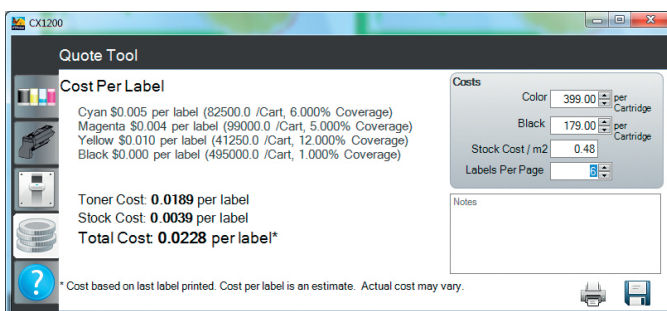 CX1200
Quote Tool
Cost Per Label
Cyan $0.005 per label (82500.0 /Cart, 6.000% Coverage)
Magenta $0.004 per label (99000.0 /Cart, 5.000% Coverage)
Yellow $0.010 per label (41250.0 /Cart, 12.000% Coverage)
Black $0.000 per label (495000.0 /Cart, 1.000% Coverage)
Toner Cost: 0.0189 per label
Stock Cost: 0.0039 per label
Total Cost: 0.0228 per label*
* Cost based on last label printed. Cost per label is an estimate. Actual cost may vary.
Costs
Color 399.00 per Cartridge
Black 179.00 per Cartridge
Stock Cost / m2 0.48
Labels Per Page 6
Notes
?